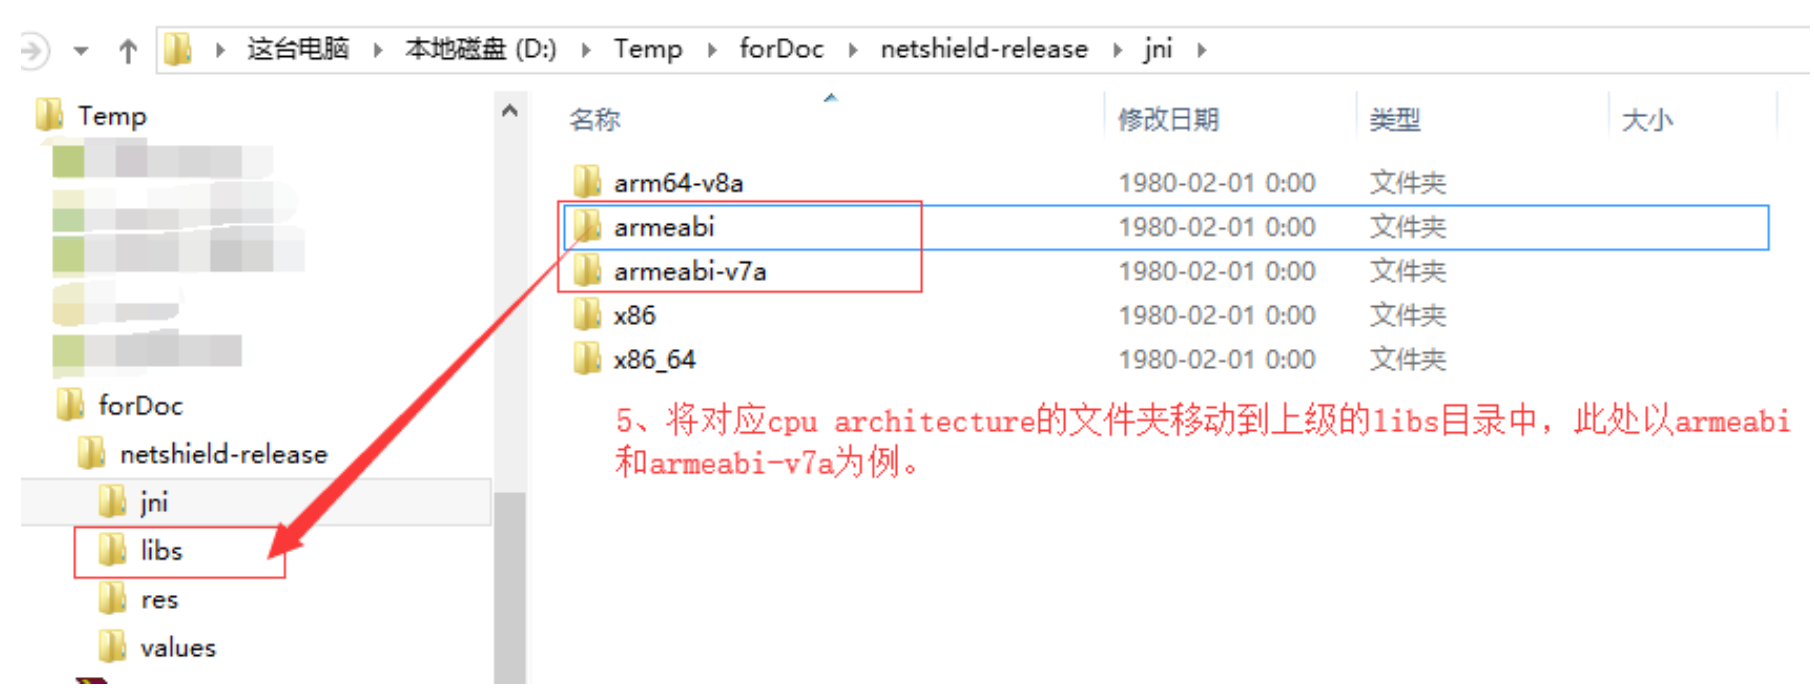 这台电脑 本地磁盘 (D:) Temp forDoc netshield-release jni
Temp
forDoc
netshield-release
jni
libs
res
values
名称 修改日期 类型 大小
arm64-v8a 1980-02-01 0:00 文件夹
armeabi 1980-02-01 0:00 文件夹
armeabi-v7a 1980-02-01 0:00 文件夹
x86 1980-02-01 0:00 文件夹
x86_64 1980-02-01 0:00 文件夹
5、将对应cpu architecture的文件夹移动到上级的libs目录中，此处以armeabi
和armeabi-v7a为例。